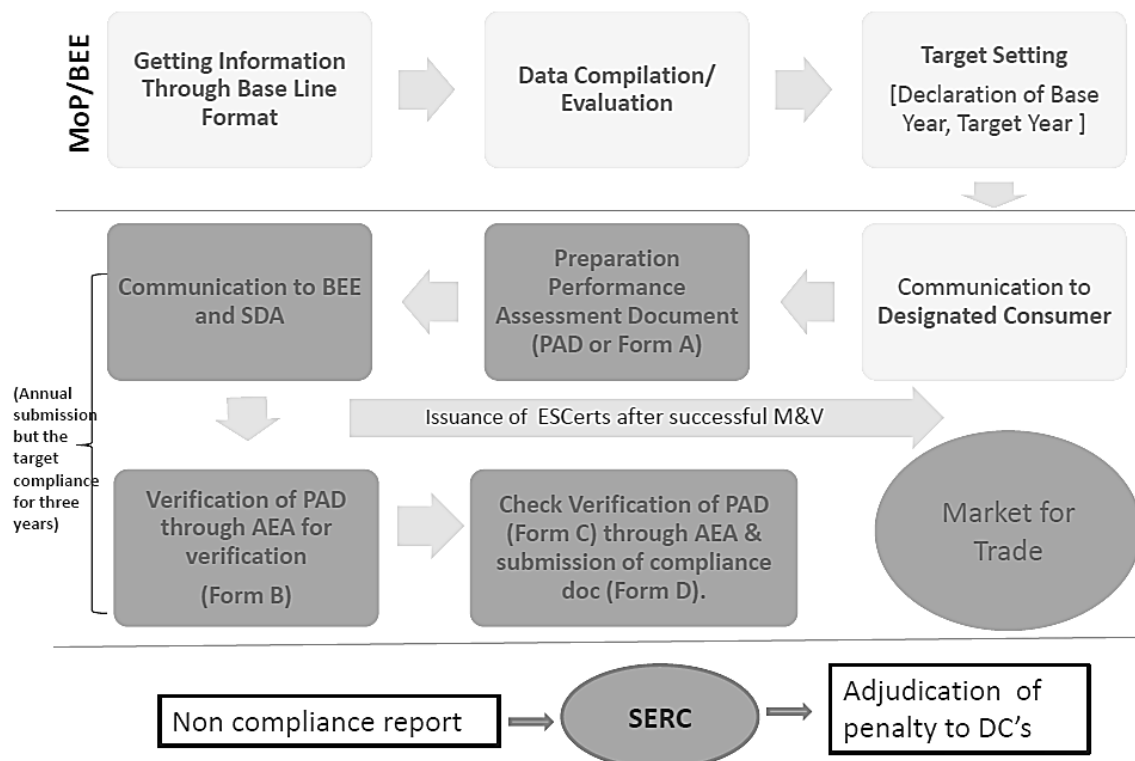 MoP/BEE
Getting Information
Through Base Line
Format
Data Compilation/
Evaluation
Target Setting
[Declaration of Base
Year, Target Year ]
Communication to
Designated Consumer
Preparation
Performance
Assessment Document
(PAD or Form A)
Communication to BEE
and SDA
(Annual
submission
but the
target
compliance
for three
years)
Issuance of  ESCerts after successful M&V
Verification of PAD
through AEA for
verification
(Form B)
Check Verification of PAD
(Form C) through AEA &
submission of compliance
doc (Form D).
Market for
Trade
Non compliance report
SERC
Adjudication  of
penalty to DC's